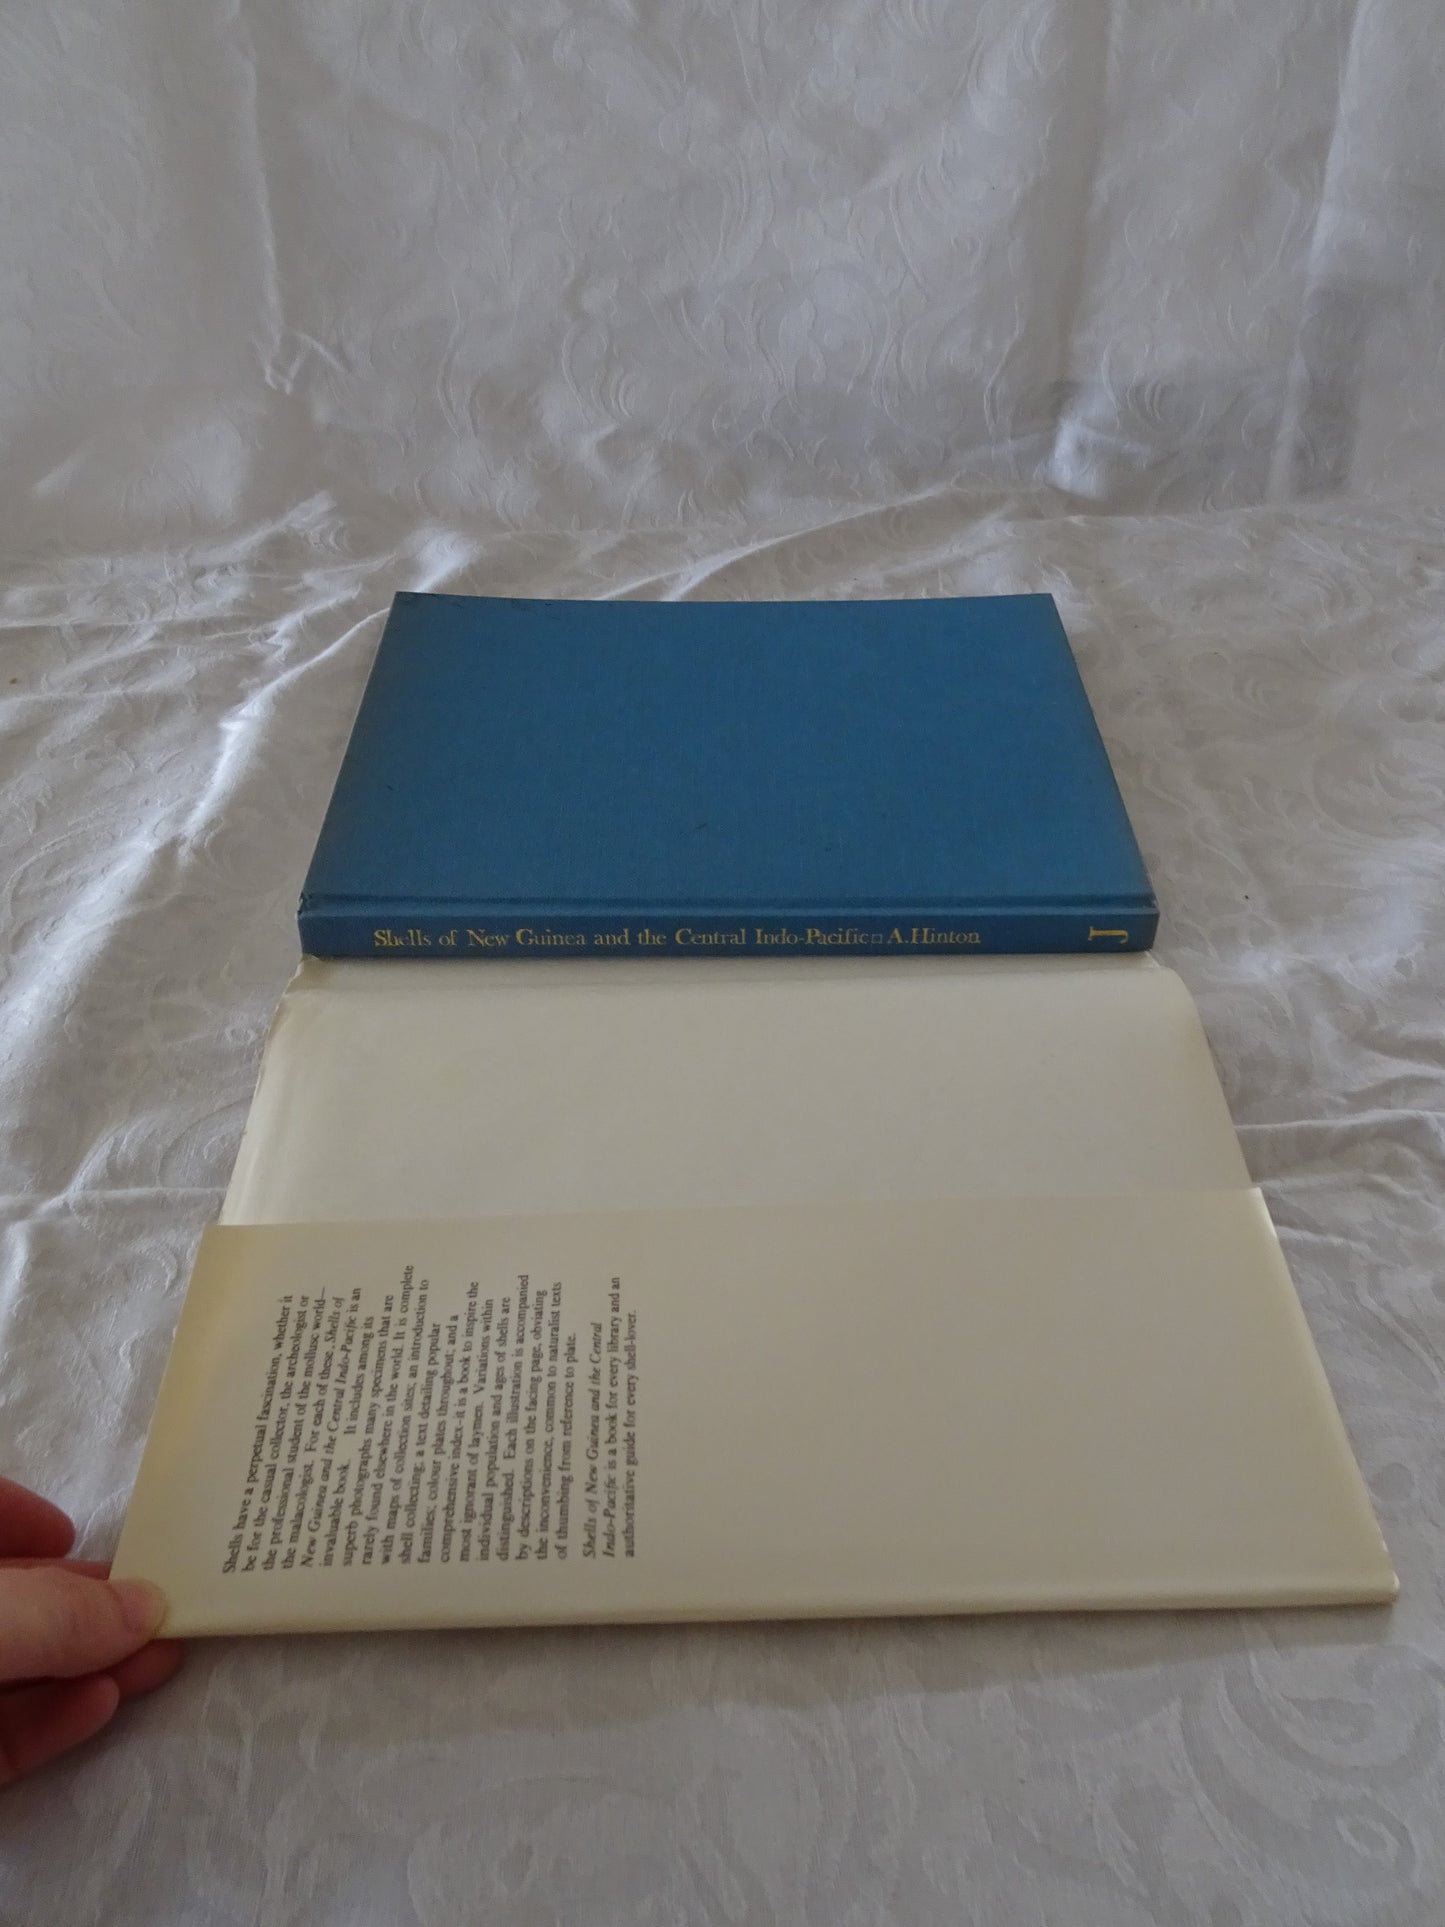 Shells of New Guinea and the Central Indo-Pacific □ A. Hinton J
Shells have a perpetual fascination, whether it
be for the casual collector, the archeologist or
the professional student of the mollusc world—
the malacologist. For each of these, Shells of
New Guinea and the Central Indo-Pacific is an
invaluable book. It includes among its
superb photographs many specimens that are
rarely found elsewhere in the world. It is complete
with maps of collection sites; an introduction to
shell collecting; a text detailing popular
families; colour plates throughout; and a
comprehensive index–it is a book to inspire the
most ignorant of laymen. Variations within
individual population and ages of shells are
distinguished. Each illustration is accompanied
by descriptions on the facing page, obviating
the inconvenience, common to naturalist texts
of thumbing from reference to plate.
Shells of New Guinea and the Central
Indo-Pacific is a book for every library and an
authoritative guide for every shell-lover.